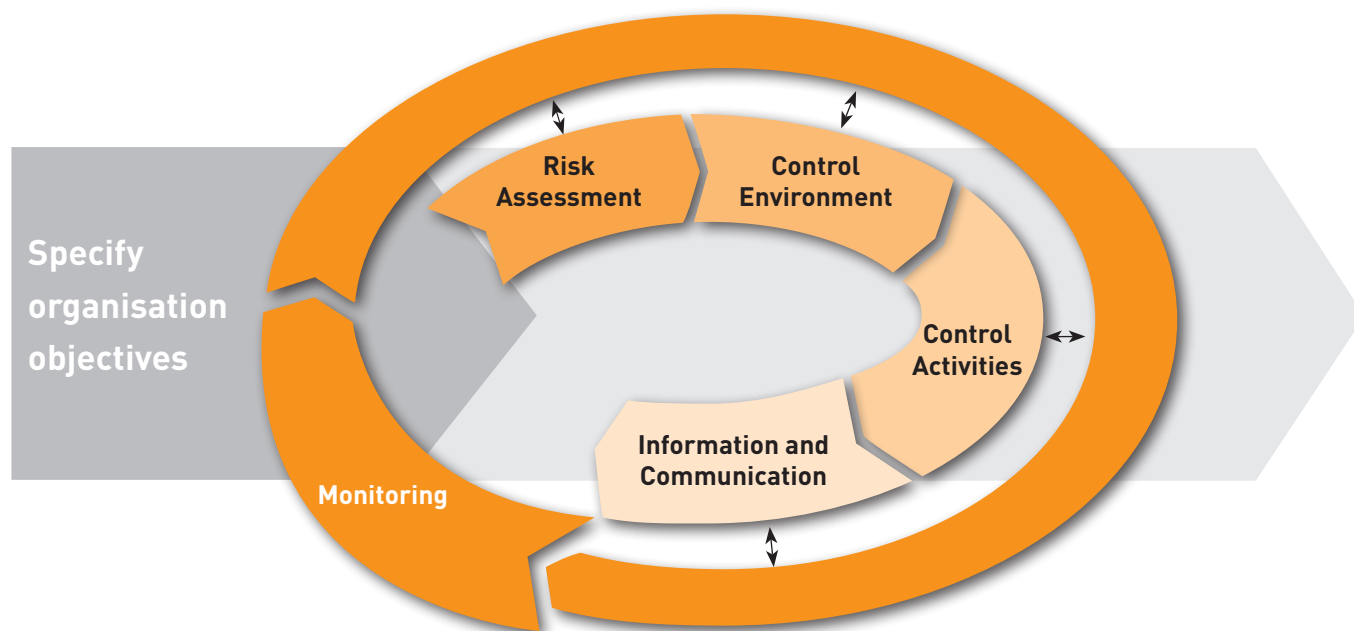 Specify
organisation
objectives
Risk
Assessment
Control
Environment
Control
Activities
Information and
Communication
Monitoring